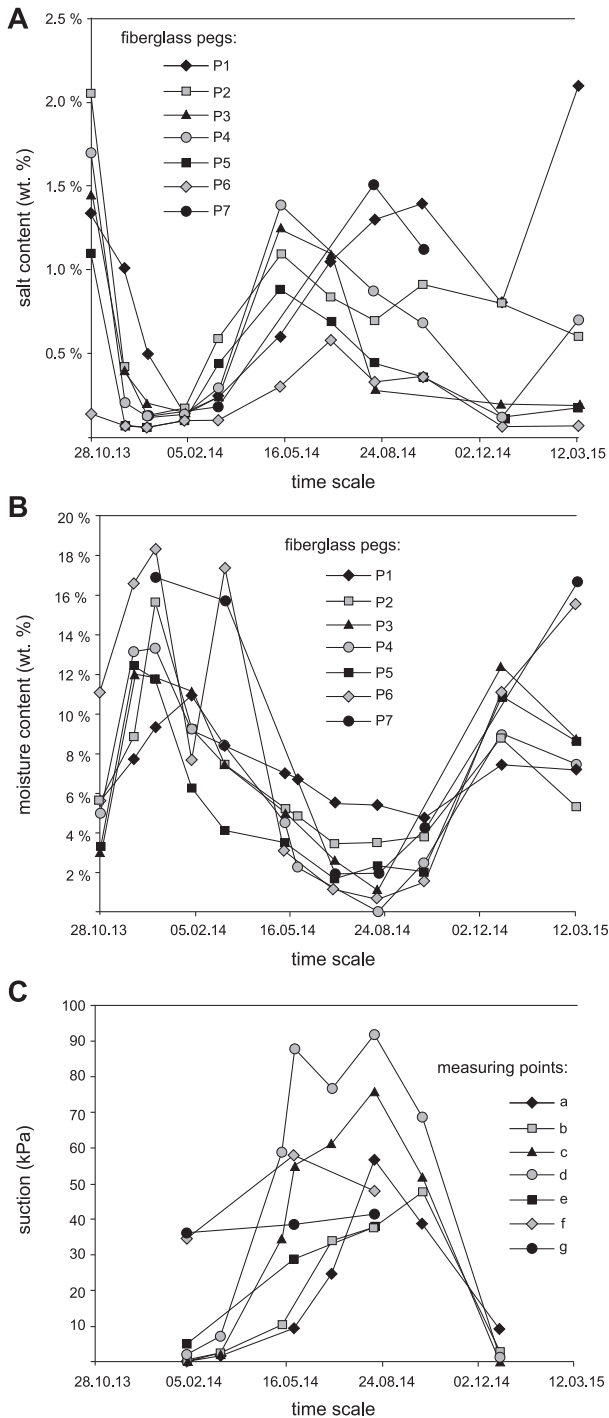 A
2.5 %
2.0 %
1.5 %
1.0 %
0.5 %
salt content (wt. %)
fiberglass pegs:
P1
P2
P3
P4
P5
P6
P7
28.10.13 05.02.14 16.05.14 24.08.14 02.12.14 12.03.15
time scale
B
20 %
18 %
16 %
14 %
12 %
10 %
8 %
6 %
4 %
2 %
moisture content (wt. %)
fiberglass pegs:
P1
P2
P3
P4
P5
P6
P7
28.10.13 05.02.14 16.05.14 24.08.14 02.12.14 12.03.15
time scale
C
100
90
80
70
60
50
40
30
20
10
suction (kPa)
measuring points:
a
b
c
d
e
f
g
28.10.13 05.02.14 16.05.14 24.08.14 02.12.14 12.03.15
time scale